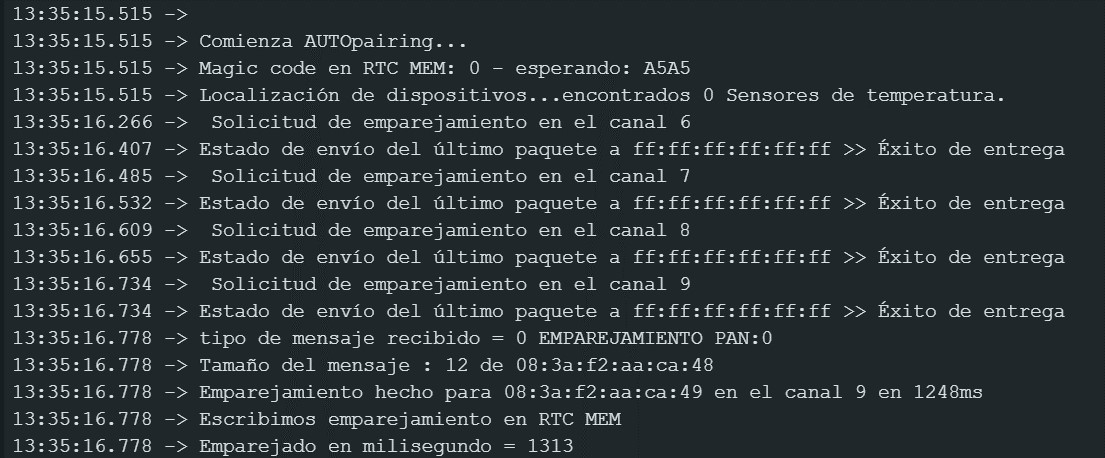 13:35:15.515 ->
13:35:15.515 -> Comienza AUTOpairing...
13:35:15.515 -> Magic code en RTC MEM: 0 - esperando: A5A5
13:35:15.515 -> Localización de dispositivos...encontrados 0 Sensores de temperatura.
13:35:16.266 ->  Solicitud de emparejamiento en el canal 6
13:35:16.407 -> Estado de envío del último paquete a ff:ff:ff:ff:ff:ff >> Éxito de entrega
13:35:16.485 ->  Solicitud de emparejamiento en el canal 7
13:35:16.532 -> Estado de envío del último paquete a ff:ff:ff:ff:ff:ff >> Éxito de entrega
13:35:16.609 ->  Solicitud de emparejamiento en el canal 8
13:35:16.655 -> Estado de envío del último paquete a ff:ff:ff:ff:ff:ff >> Éxito de entrega
13:35:16.734 ->  Solicitud de emparejamiento en el canal 9
13:35:16.734 -> Estado de envío del último paquete a ff:ff:ff:ff:ff:ff >> Éxito de entrega
13:35:16.778 -> tipo de mensaje recibido = 0 EMPAREJAMIENTO PAN:0
13:35:16.778 -> Tamaño del mensaje : 12 de 08:3a:f2:aa:ca:48
13:35:16.778 -> Emparejamiento hecho para 08:3a:f2:aa:ca:49 en el canal 9 en 1248ms
13:35:16.778 -> Escribimos emparejamiento en RTC MEM
13:35:16.778 -> Emparejado en milisegundo = 1313